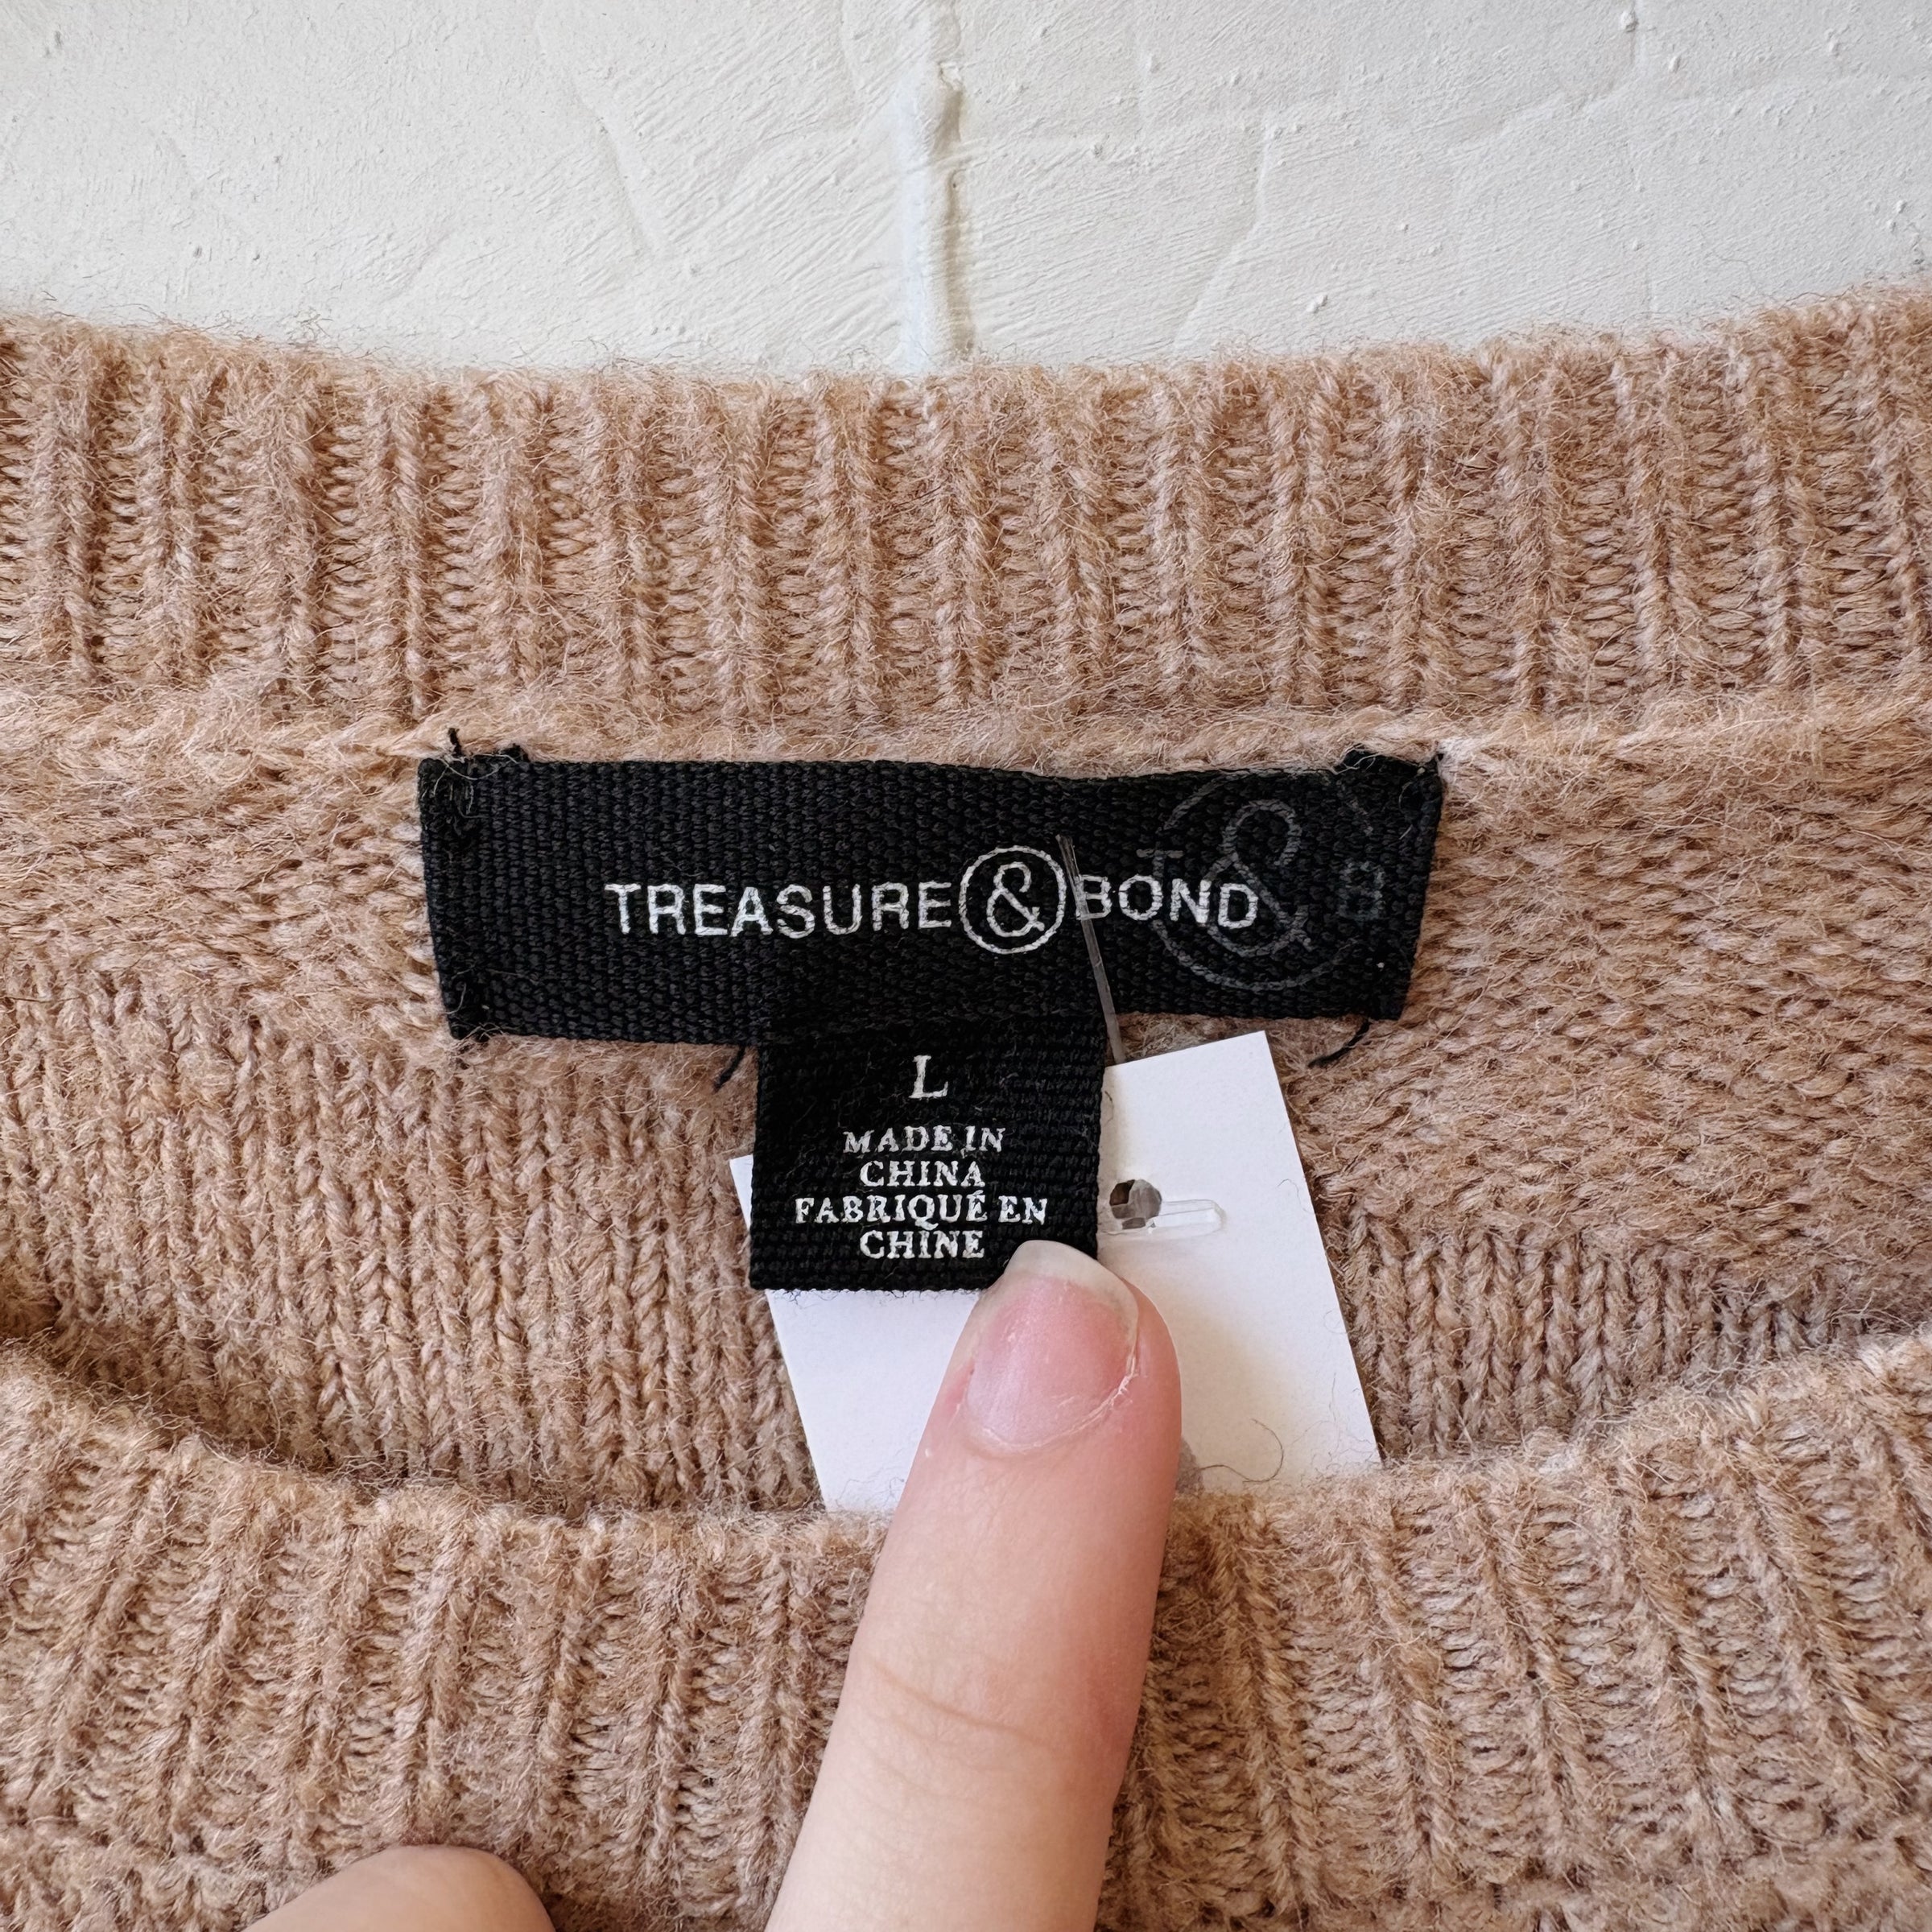 TREASURE & BOND
T & B
L
MADE IN
CHINA
FABRIQUÉ EN
CHINE